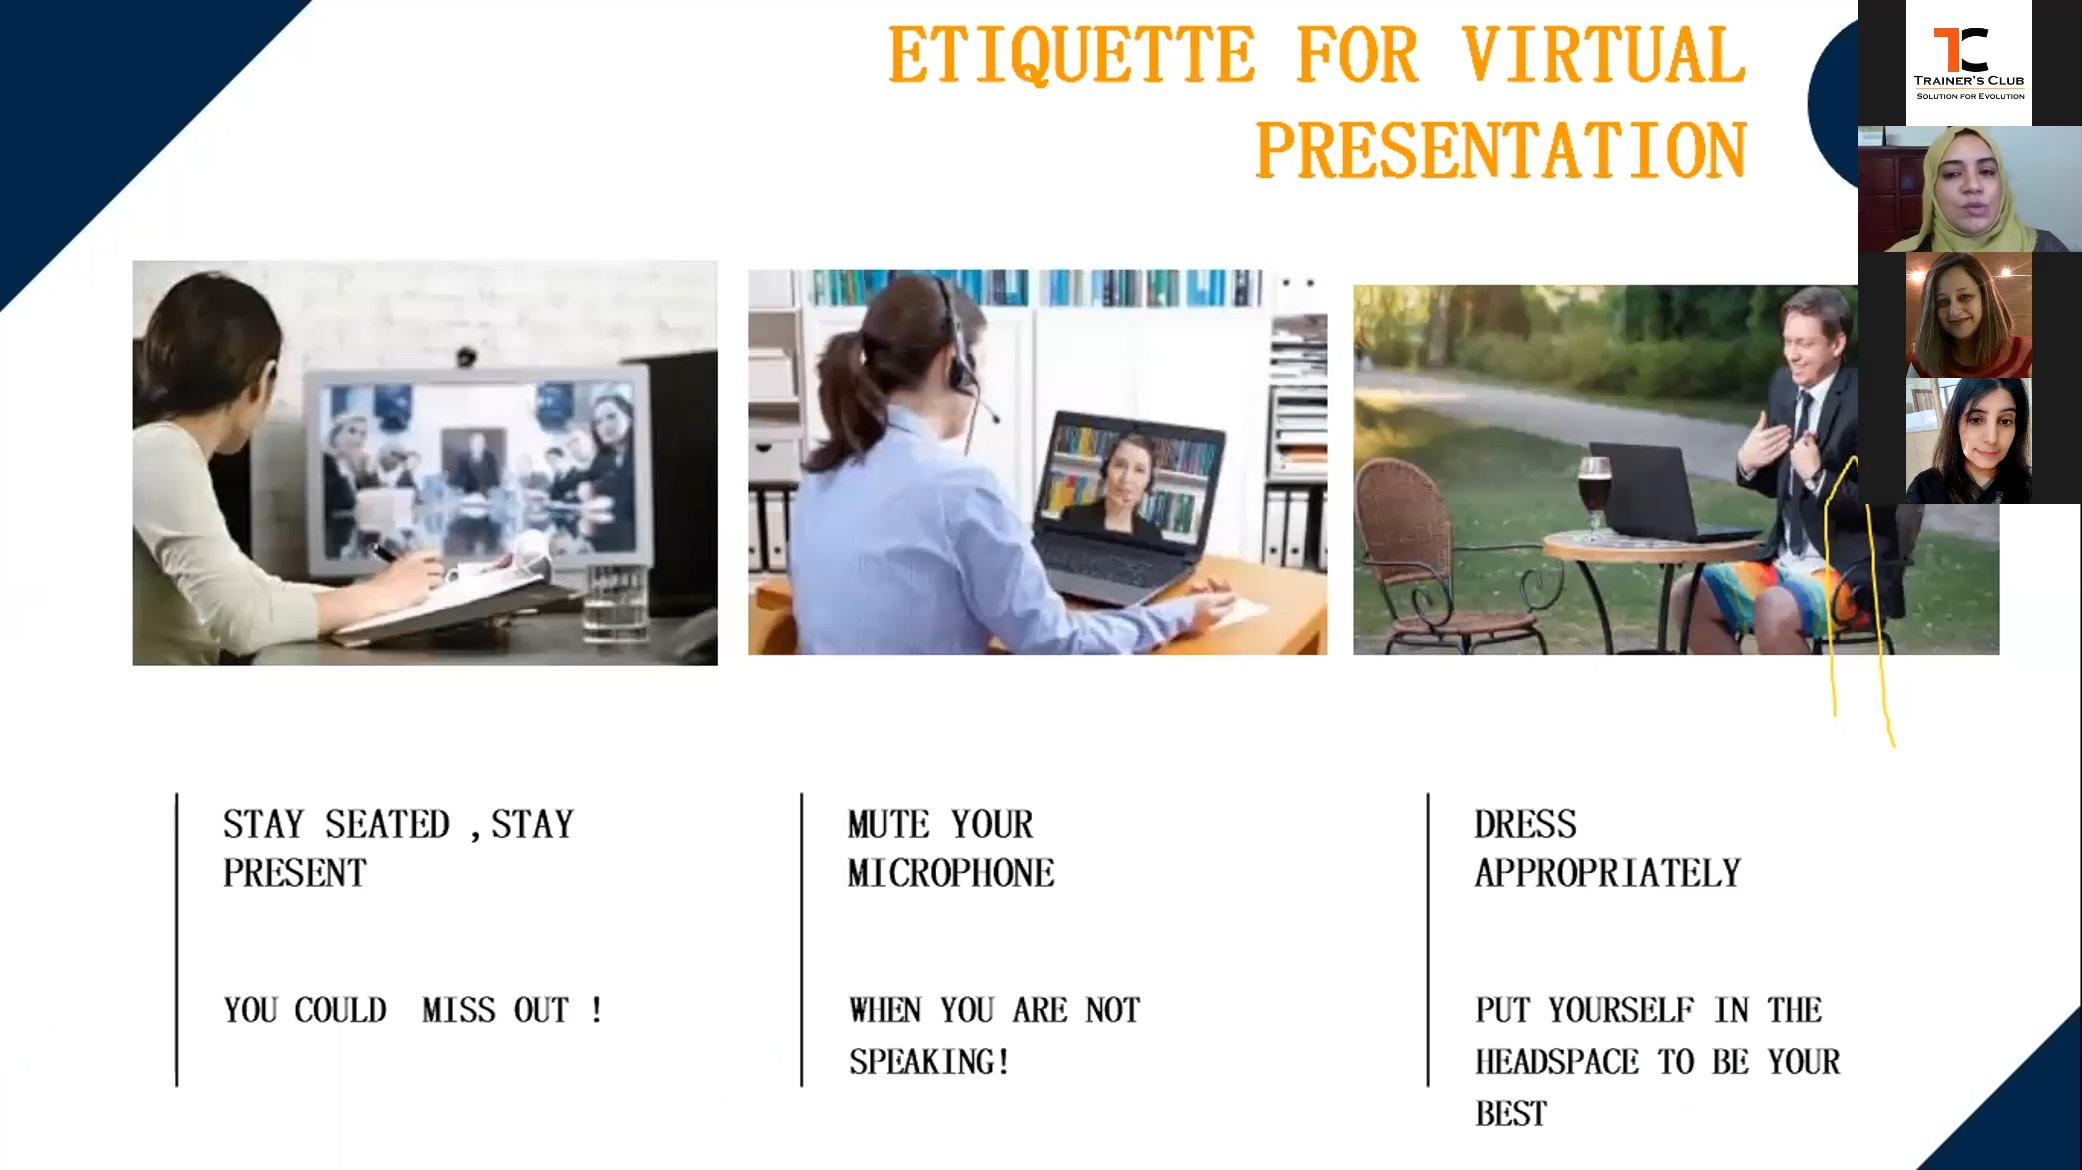 ETIQUETTE FOR VIRTUAL
PRESENTATION
TC
TRAINER'S CLUB
SOLUTION FOR EVOLUTION
STAY SEATED ,STAY
PRESENT
YOU COULD MISS OUT !
MUTE YOUR
MICROPHONE
WHEN YOU ARE NOT
SPEAKING!
DRESS
APPROPRIATELY
PUT YOURSELF IN THE
HEADSPACE TO BE YOUR
BEST